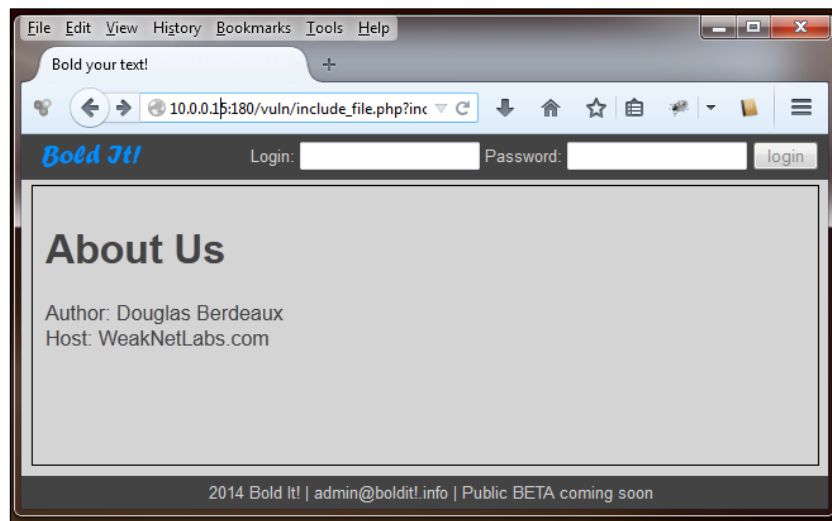 File Edit View History Bookmarks Tools Help
Bold your text!
10.0.0.15:180/vuln/include_file.php?inc
Bold It!
Login:
Password:
login
About Us
Author: Douglas Berdeaux
Host: WeakNetLabs.com
2014 Bold It! | admin@boldit!.info | Public BETA coming soon